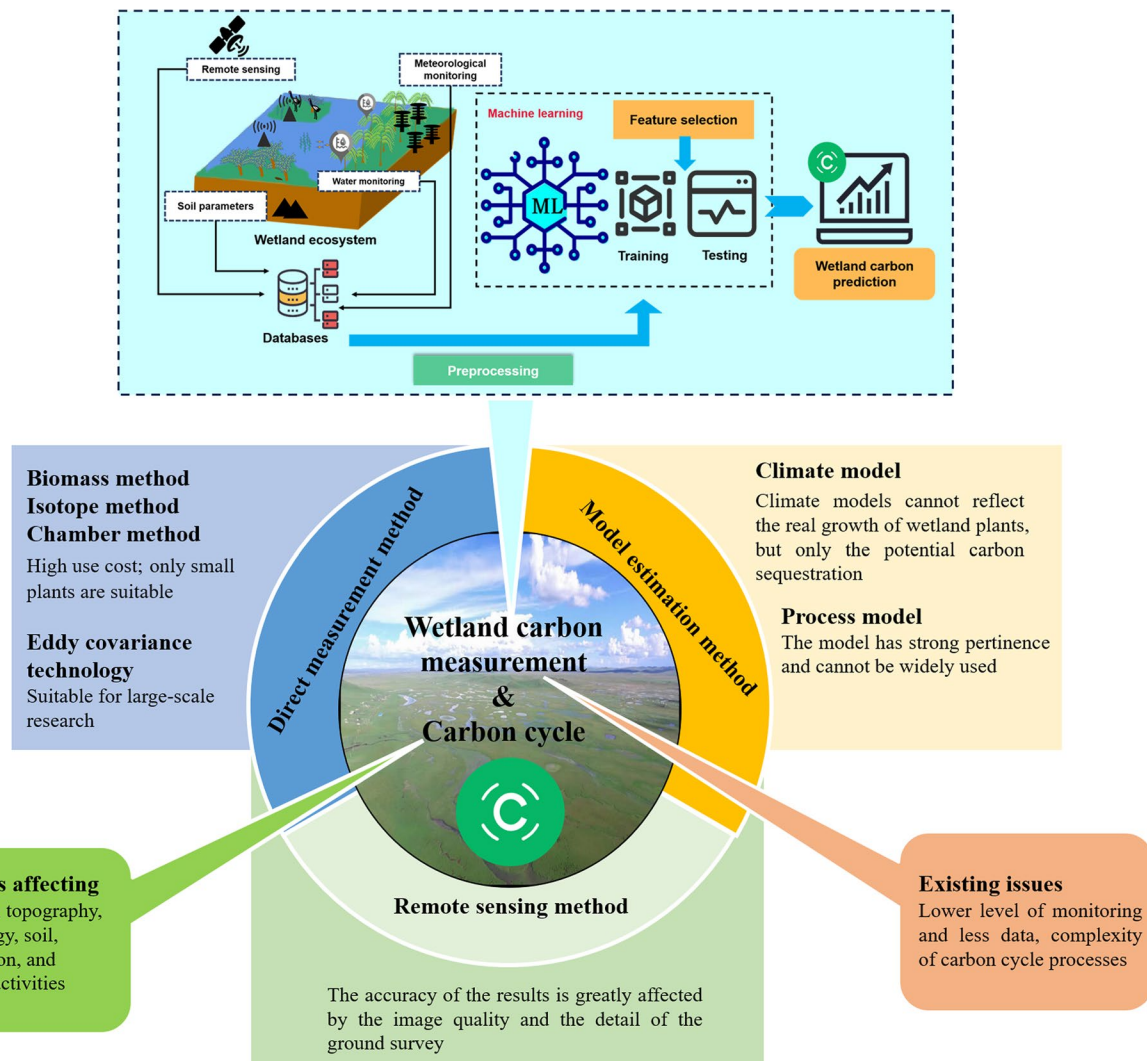 Remote sensing
Meteorological
monitoring
Machine learning
Feature selection
ML
Water monitoring
Soil parameters
Wetland ecosystem
Training
Testing
Wetland carbon
prediction
Databases
Preprocessing
C
Biomass method
Isotope method
Chamber method
High use cost; only small
plants are suitable
Eddy covariance
technology
Suitable for large-scale
research
Direct measurement method
Model estimation method
Climate model
Climate models cannot reflect
the real growth of wetland plants,
but only the potential carbon
sequestration
Process model
The model has strong pertinence
and cannot be widely used
Wetland carbon
measurement
&
Carbon cycle
C
Remote sensing method
The accuracy of the results is greatly affected
by the image quality and the detail of the
ground survey
affecting
topography,
soil,
and
Existing issues
Lower level of monitoring
and less data, complexity
of carbon cycle processes